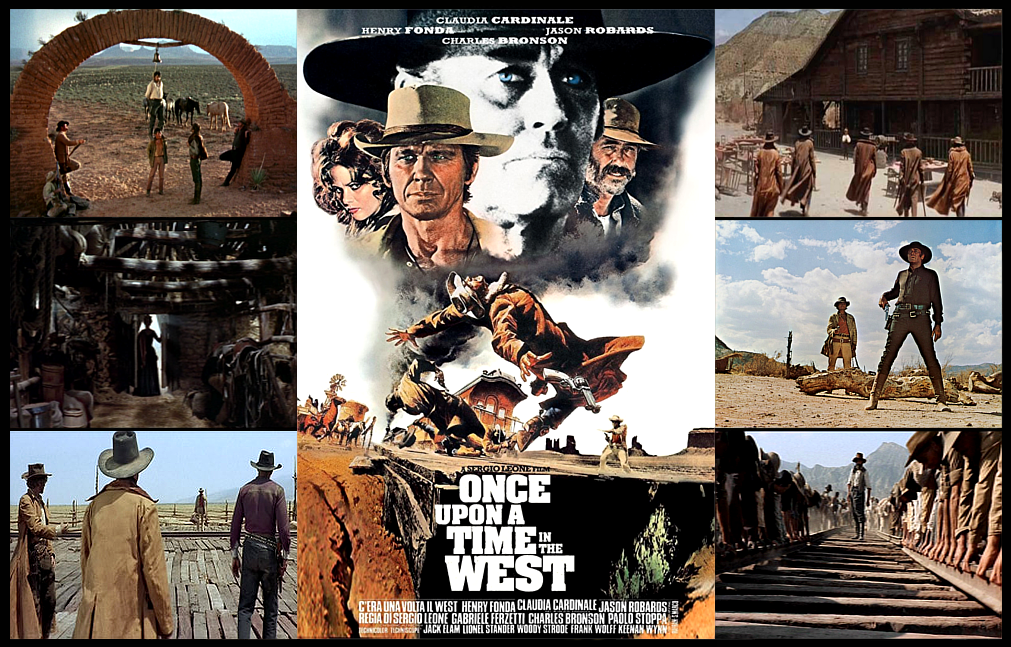 CLAUDIA CARDINALE
HENRY FONDA JASON ROBARDS
CHARLES BRONSON
A SERGIO LEONE FILM
ONCE
UPON A
TIME IN THE
WEST
C'ERA UNA VOLTA IL WEST HENRY FONDA CLAUDIA CARDINALE JASON ROBARDS
REGIA DI SERGIO LEONE GABRIELE FERZETTI CHARLES BRONSON PAOLO STOPPA
TECHNICOLOR TECHNISCOPE JACK ELAM LIONEL STANDER WOODY STRODE FRANK WOLFF KEENAN WYNN